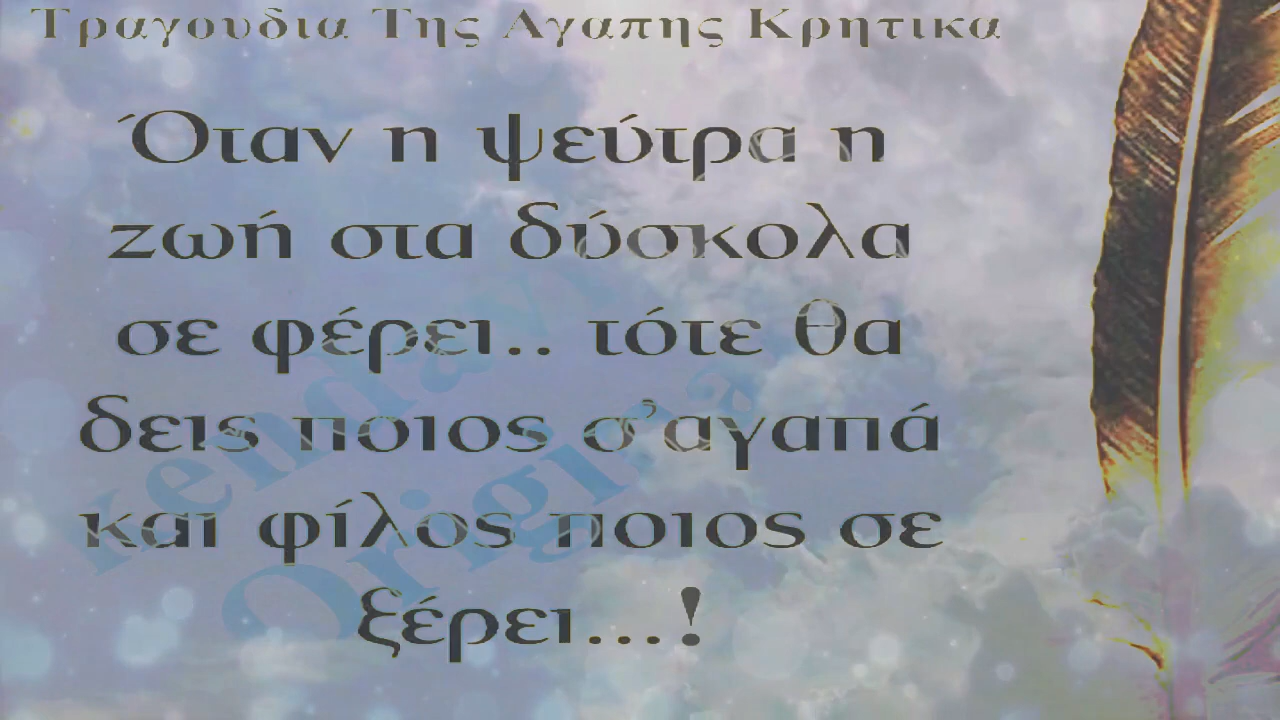 Τραγουδια Της Αγαπης Κρητικα
Όταν η ψεύτρα η
ζωή στα δύσκολα
σε φέρει.. τότε θα
δεις ποιος σ'αγαπά
και φίλος ποιος σε
ξέρει...!
Origina